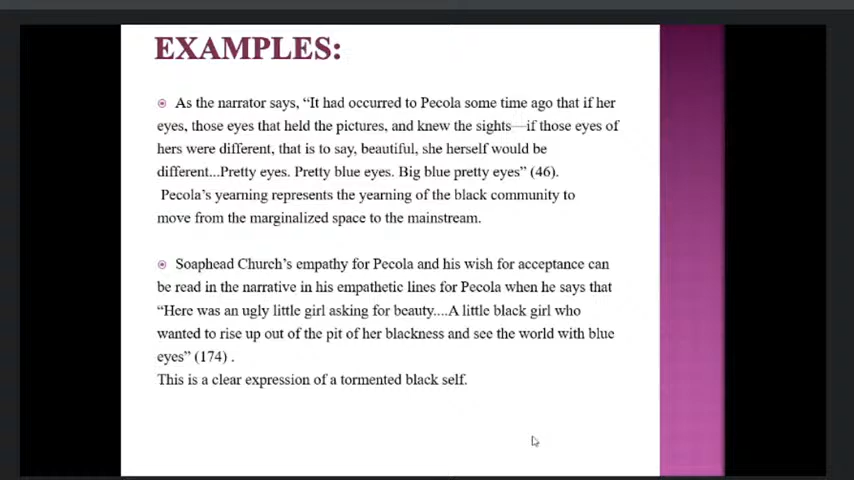 EXAMPLES:
As the narrator says, “It had occurred to Pecola some time ago that if her
eyes, those eyes that held the pictures, and knew the sights—if those eyes of
hers were different, that is to say, beautiful, she herself would be
different...Pretty eyes. Pretty blue eyes. Big blue pretty eyes” (46).
Pecola’s yearning represents the yearning of the black community to
move from the marginalized space to the mainstream.
Soaphead Church’s empathy for Pecola and his wish for acceptance can
be read in the narrative in his empathetic lines for Pecola when he says that
“Here was an ugly little girl asking for beauty....A little black girl who
wanted to rise up out of the pit of her blackness and see the world with blue
eyes” (174) .
This is a clear expression of a tormented black self.